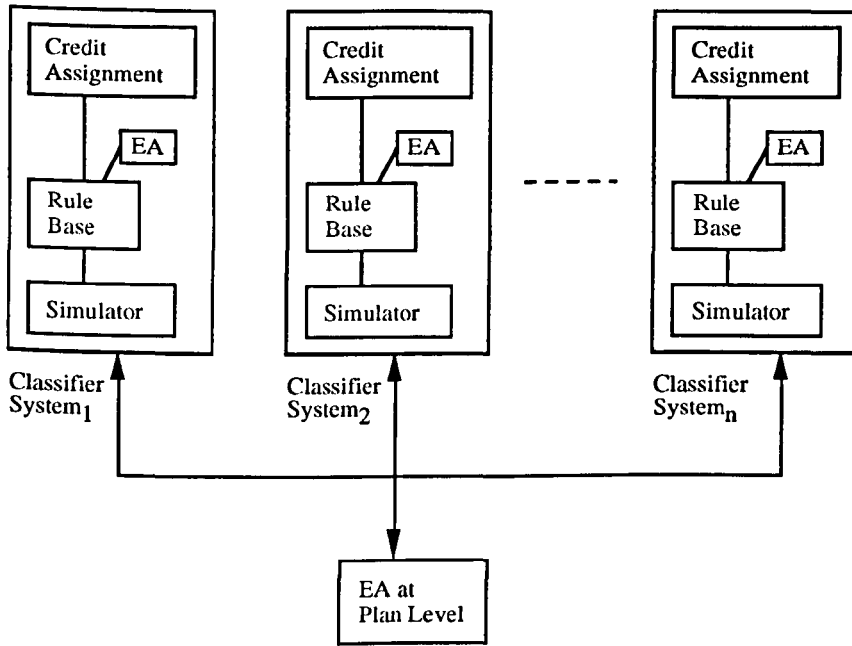 Credit
Assignment
EA
Rule
Base
Simulator
Classifier
System1
Credit
Assignment
EA
Rule
Base
Simulator
Classifier
System2
Credit
Assignment
EA
Rule
Base
Simulator
Classifier
Systemn
EA at
Plan Level